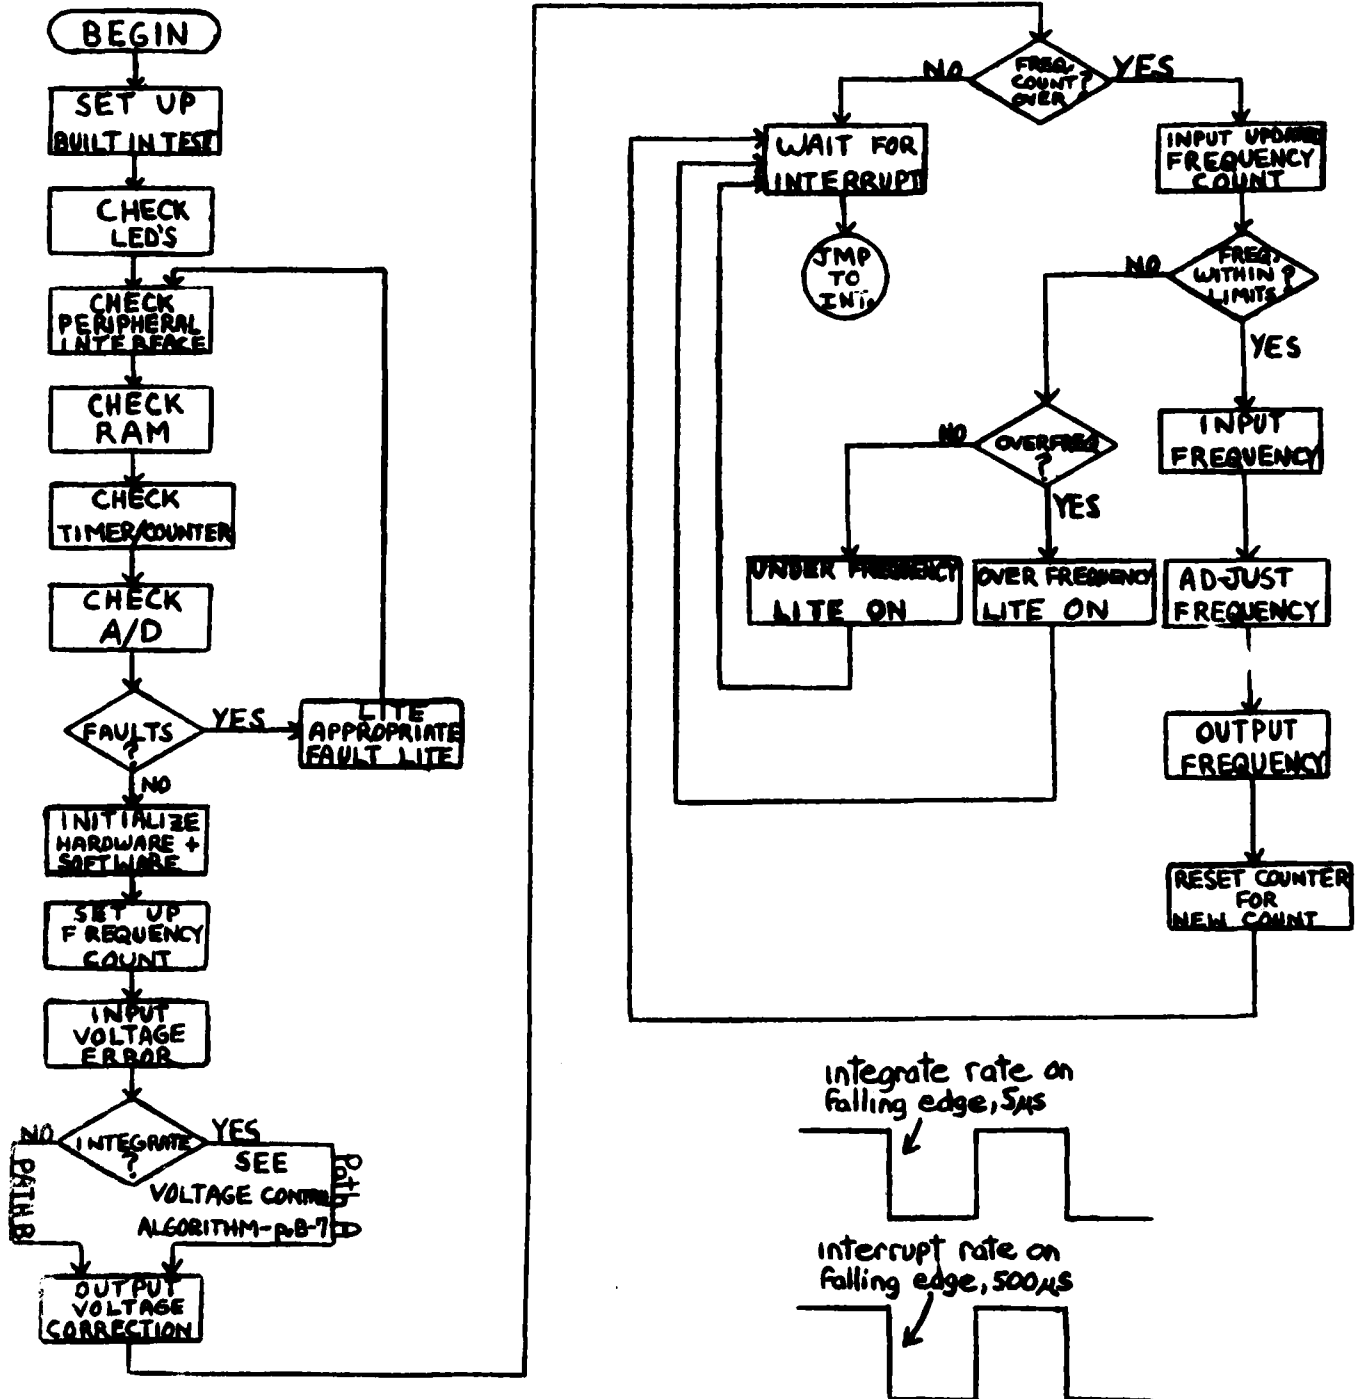 BEGIN
SET UP
BUILT IN TEST
CHECK
LED'S
CHECK
PERIPHERAL
INTERFACE
CHECK
RAM
CHECK
TIMER/COUNTER
CHECK
A/D
FAULTS
?
YES
LITE
APPROPRIATE
FAULT LITE
NO
INITIALIZE
HARDWARE +
SOFTWARE
SET UP
FREQUENCY
COUNT
INPUT
VOLTAGE
ERROR
INTEGRATE
?
NO
PATH B
YES
SEE
VOLTAGE CONTROL
ALGORITHM-p.B-7
Path
OUTPUT
VOLTAGE
CORRECTION
FREQ.
COUNT?
OVER
NO
YES
WAIT FOR
INTERRUPT
JMP
TO
INT.
INPUT UPDATE
FREQUENCY
COUNT
FREQ.
WITHIN ?
LIMITS
NO
YES
OVERFREQ
?
NO
YES
INPUT
FREQUENCY
UNDER FREQUENCY
LITE ON
OVER FREQUENCY
LITE ON
ADJUST
FREQUENCY
OUTPUT
FREQUENCY
RESET COUNTER
FOR
NEW COUNT
integrate rate on
falling edge, 5µs
interrupt rate on
falling edge, 500µs